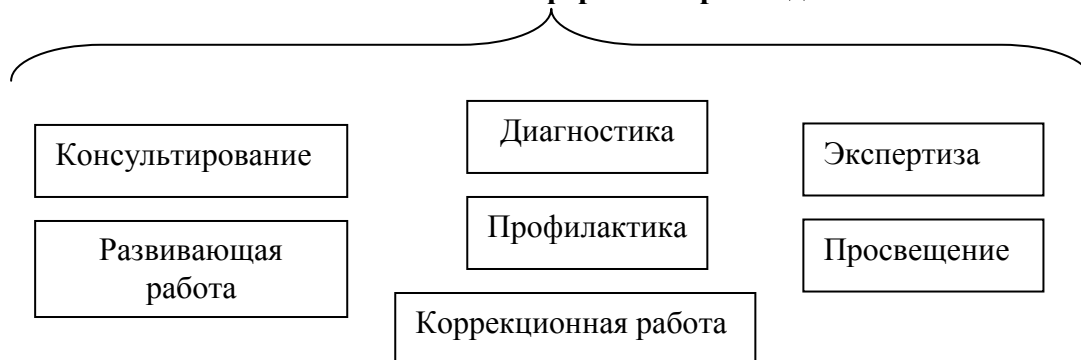 Консультирование
Диагностика
Экспертиза
Развивающая
работа
Профилактика
Просвещение
Коррекционная работа